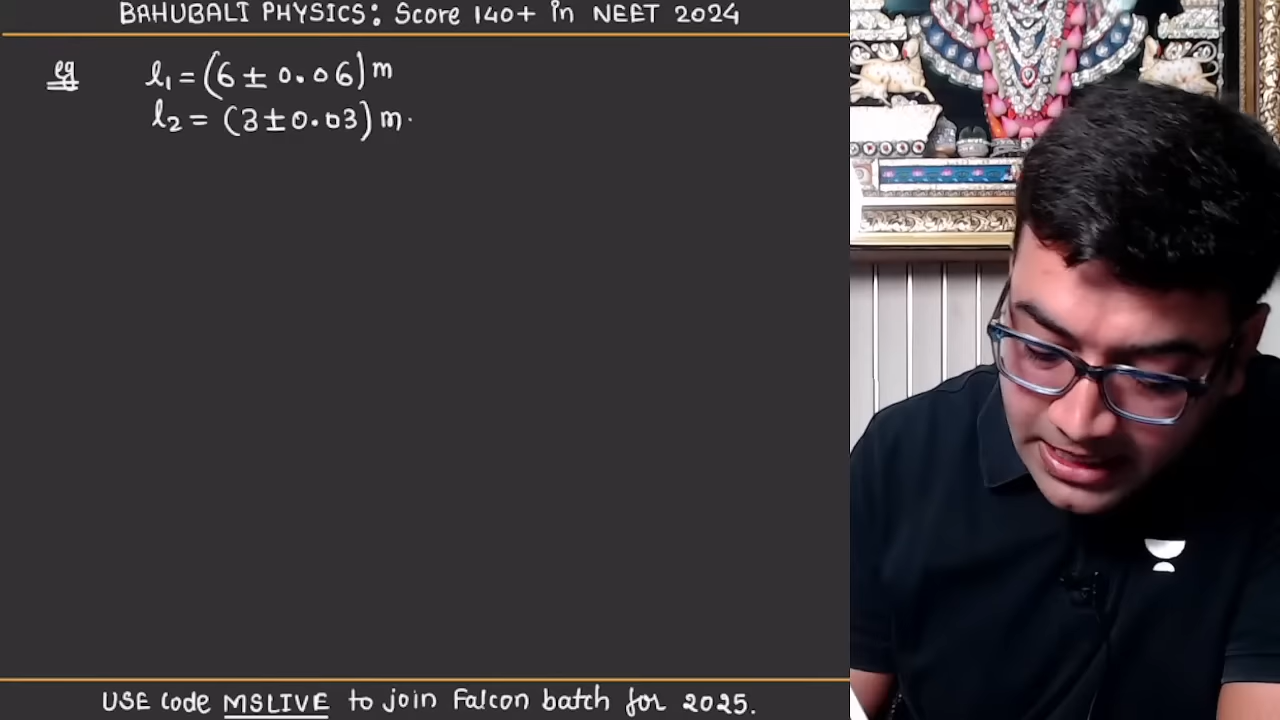 BAHUBALI PHYSICS: Score 140+ in NEET 2024
eg l₁ = (6 ± 0.06) m
l₂ = (3 ± 0.03) m.
USE Code MSLIVE to join Falcon batch for 2025.